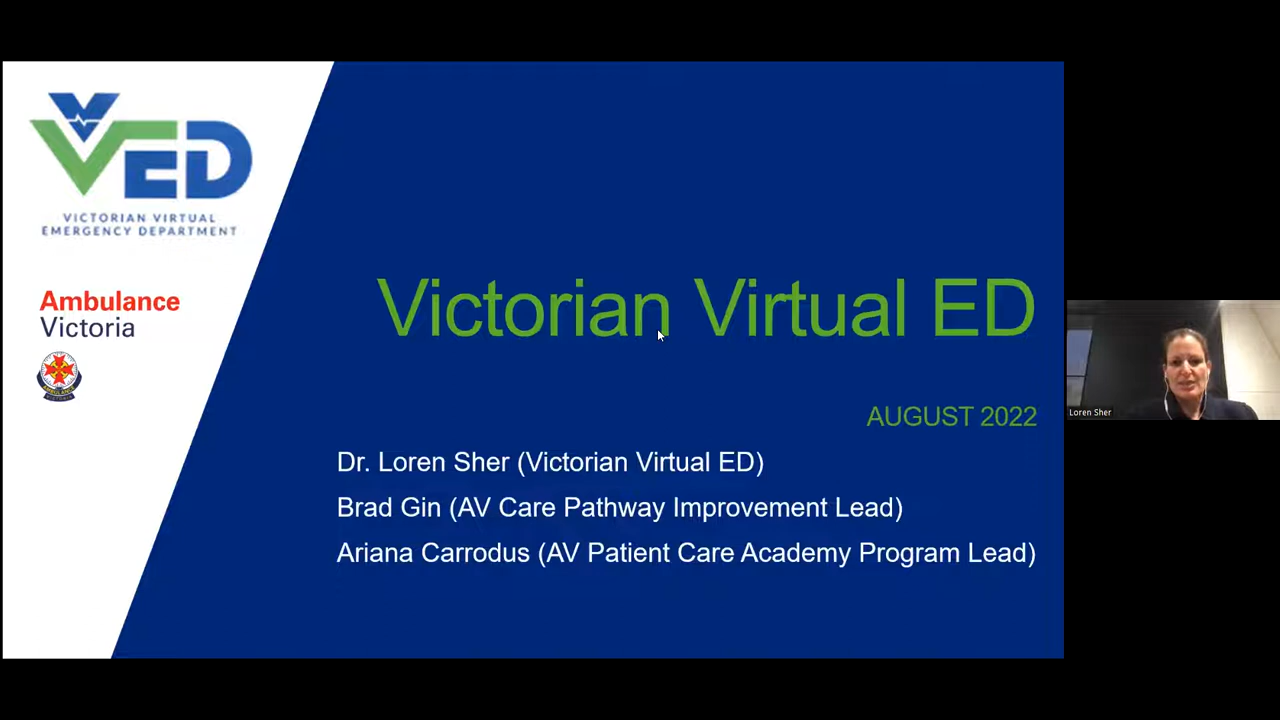 VVED
VICTORIAN VIRTUAL
EMERGENCY DEPARTMENT
Ambulance
Victoria
Victorian Virtual ED
AUGUST 2022
Dr. Loren Sher (Victorian Virtual ED)
Brad Gin (AV Care Pathway Improvement Lead)
Ariana Carrodus (AV Patient Care Academy Program Lead)
Loren Sher